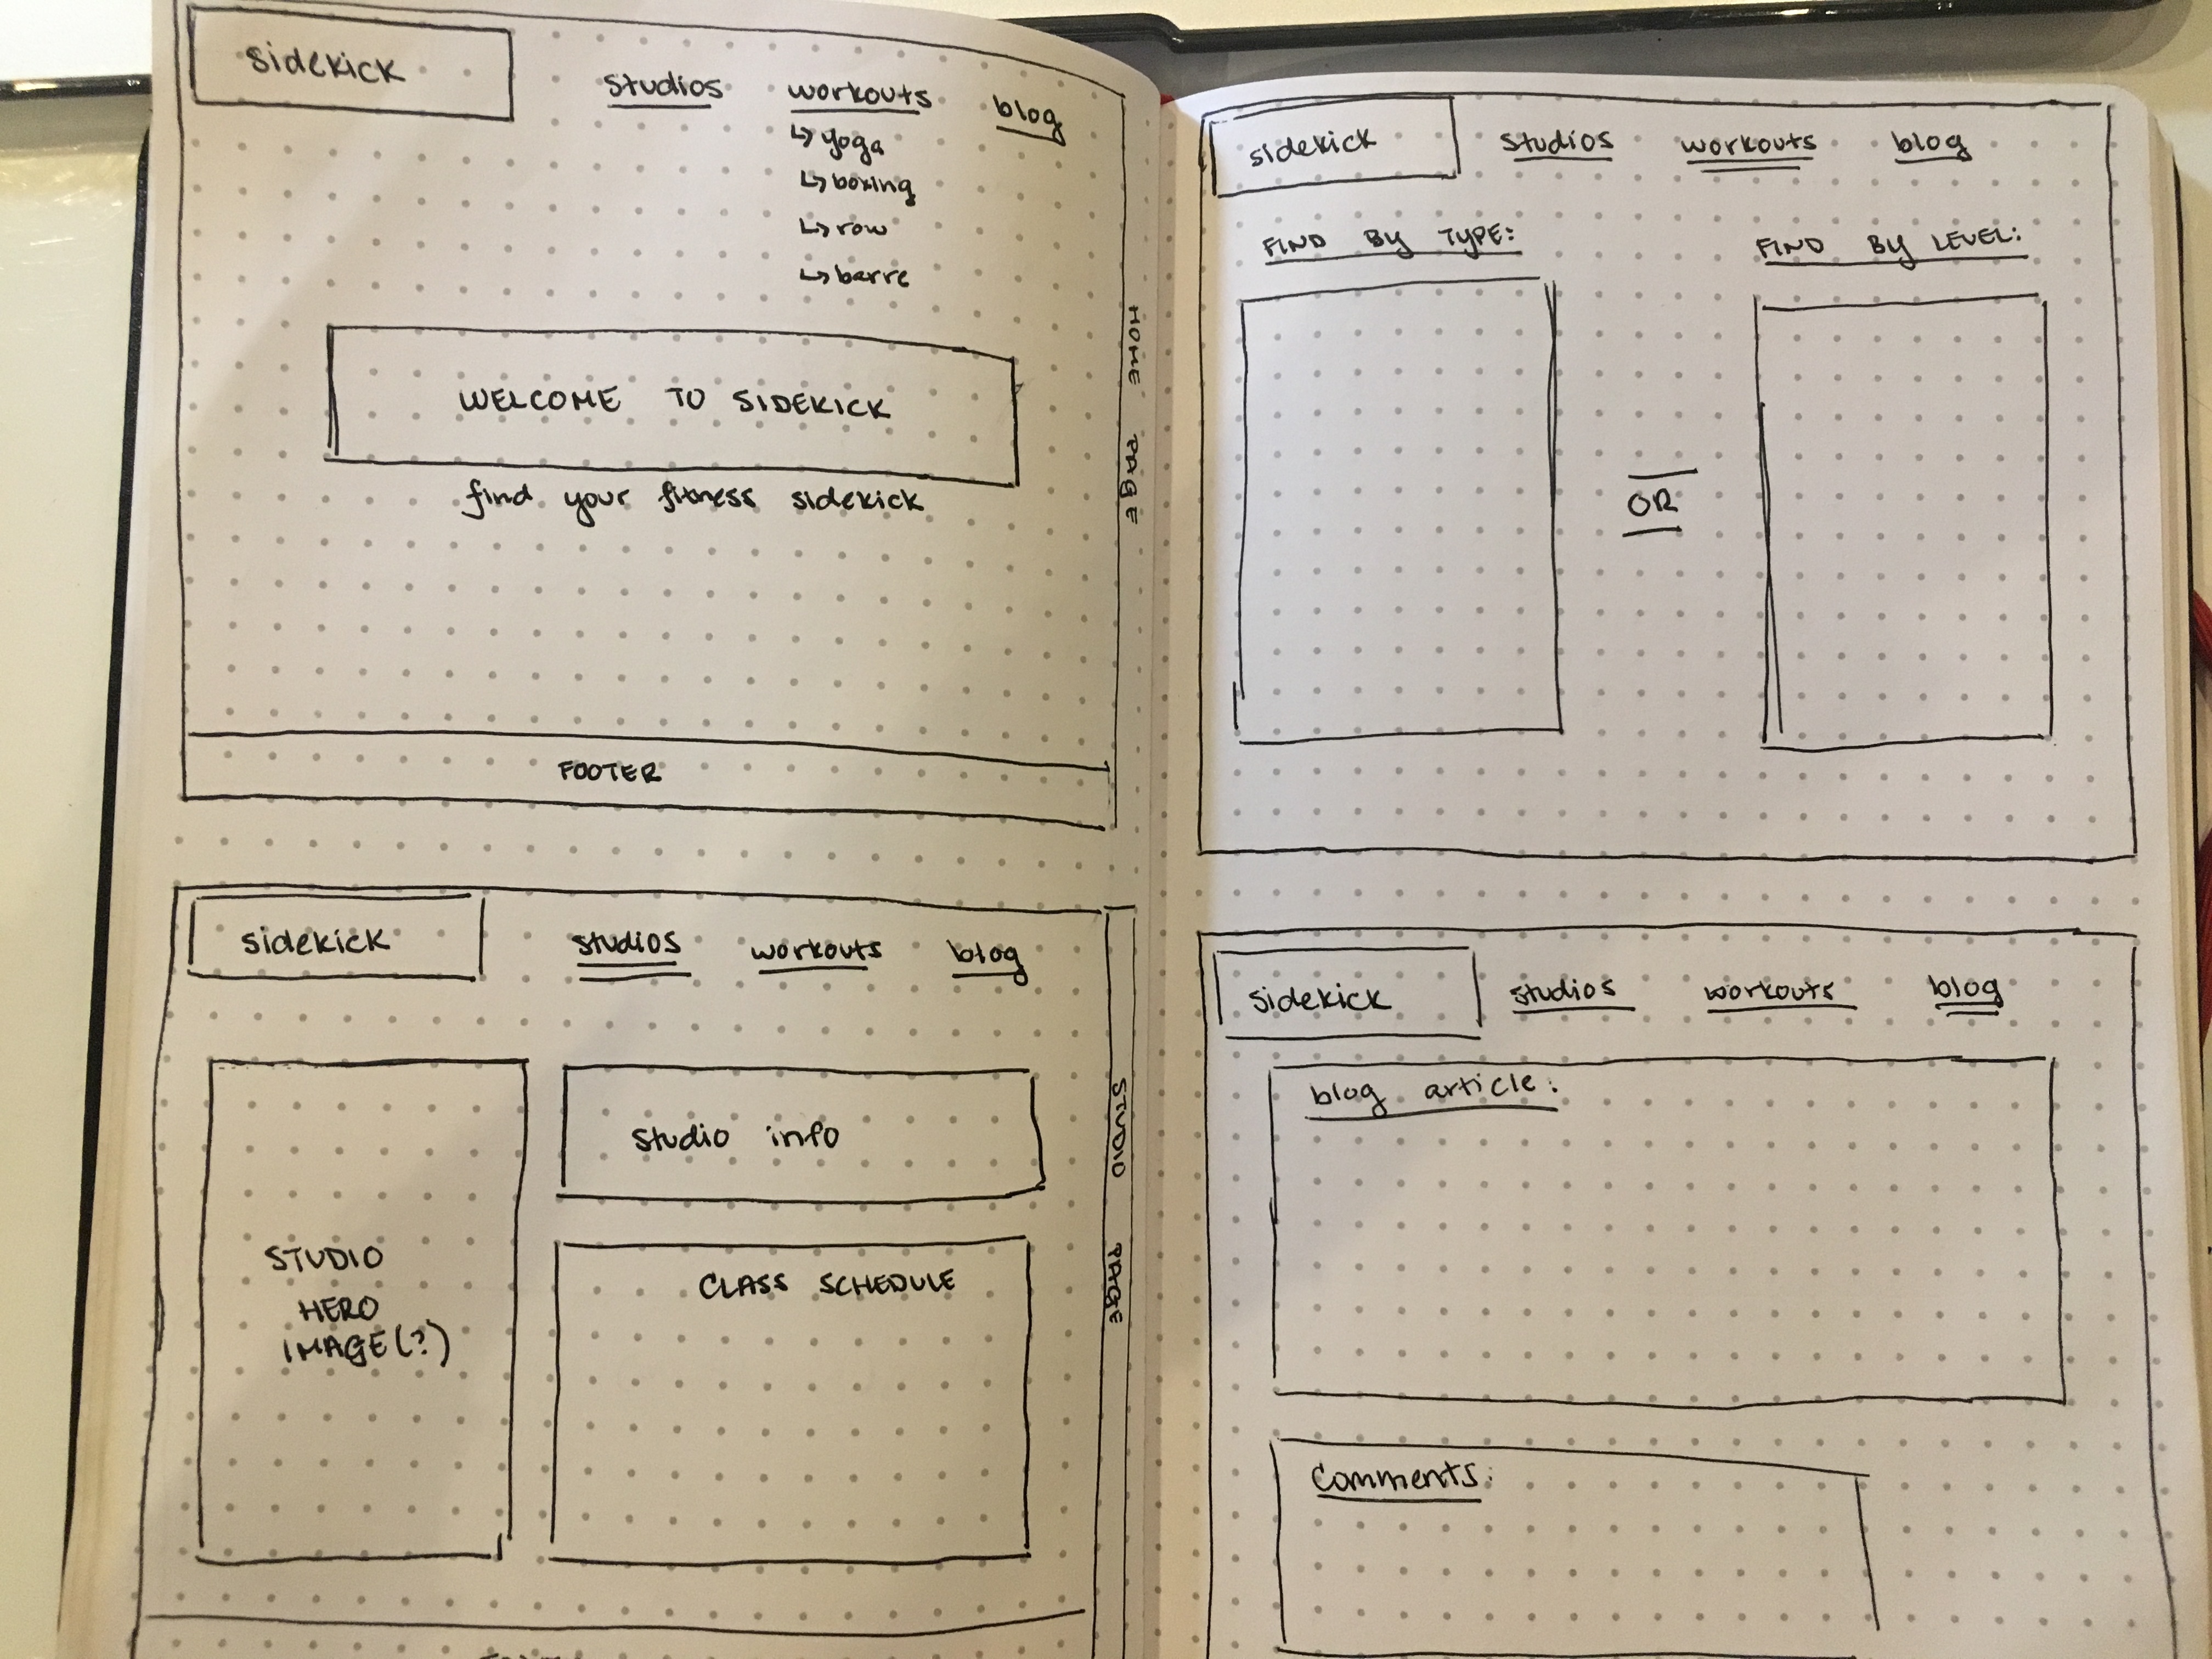 sidekick studios workouts blog
↳ yoga
↳ boxing
↳ row
↳ barre
WELCOME TO SIDEKICK
find your fitness sidekick
FOOTER
HOME PAGE
sidekick studios workouts blog
STUDIO
HERO
IMAGE(?)
studio info
CLASS SCHEDULE
STUDIO PAGE
sidekick studios workouts blog
FIND BY TYPE: FIND BY LEVEL:
OR
sidekick studios workouts blog
blog article:
Comments: